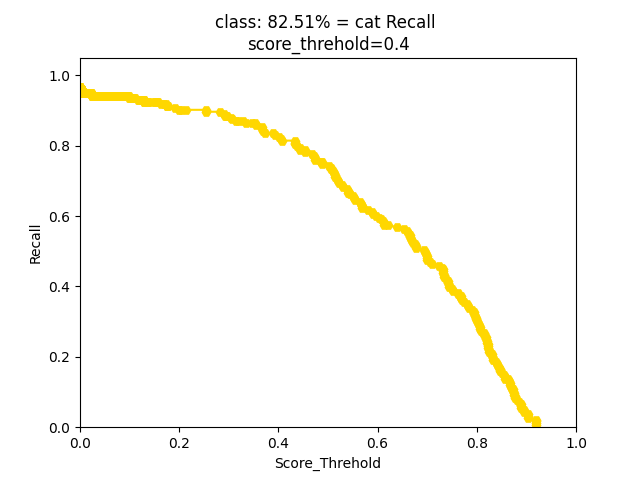 class: 82.51% = cat Recall
score_threhold=0.4
1.0
0.8
0.6
0.4
0.2
0.0
Recall
0.0 0.2 0.4 0.6 0.8 1.0
Score_Threhold